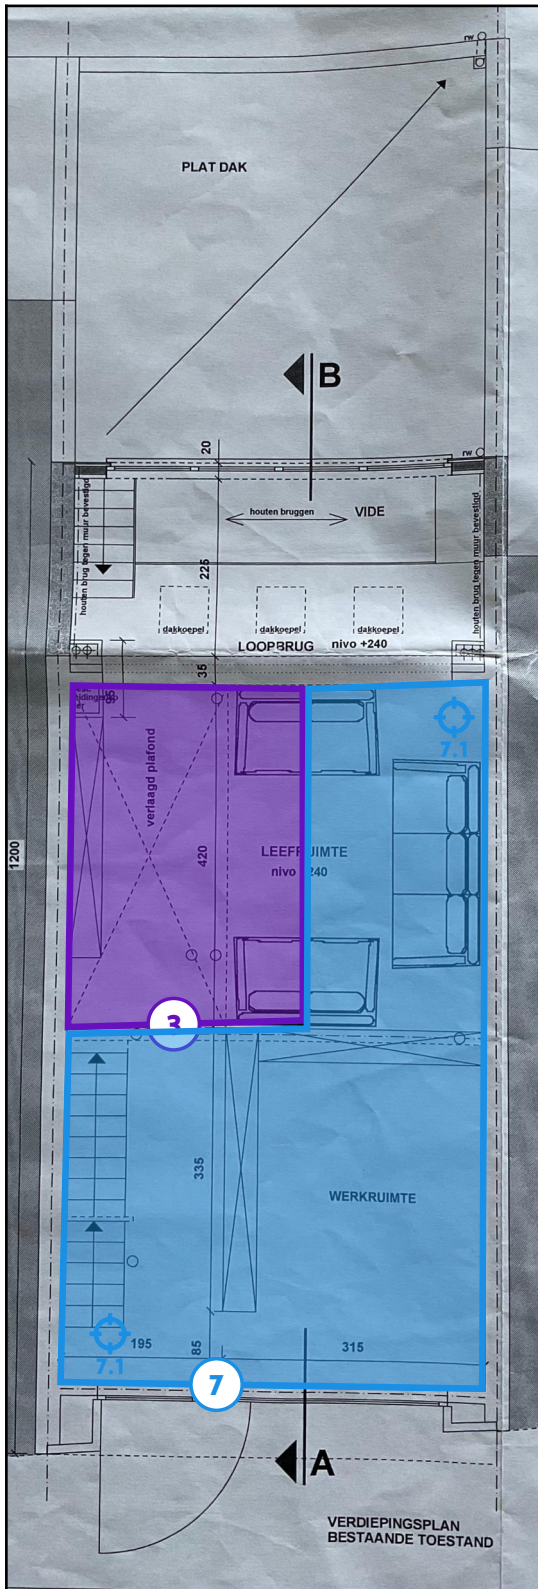 rw
PLAT DAK
B
20
rw
houten brug tegen muur bevestigd
houten bruggen
VIDE
houten brug tegen muur bevestigd
225
dakkoepel
dakkoepel
dakkoepel
LOOPBRUG nivo +240
35
95
7.1
verlaagd plafond
420
LEEFRUIMTE
nivo +240
1200
3
335
WERKRUIMTE
7.1
195
85
315
7
A
VERDIEPINGSPLAN
BESTAANDE TOESTAND